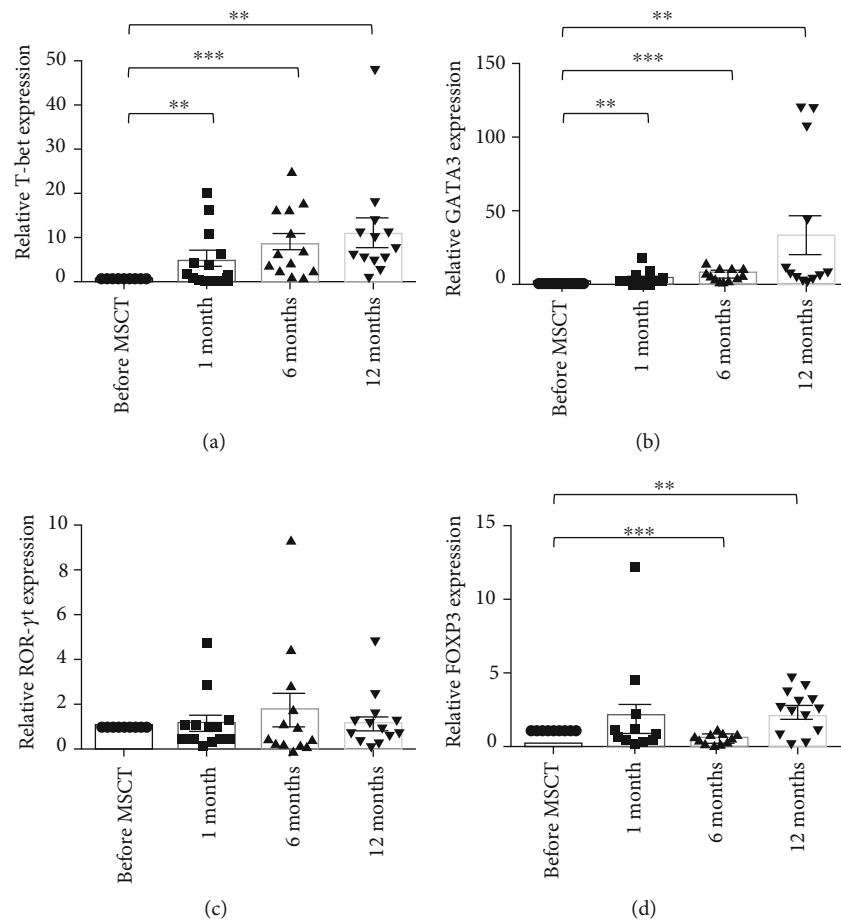 **
***
**
50
40
30
20
10
0
Relative T-bet expression
Before MSCT
1 month
6 months
12 months
(a)
**
***
**
150
100
50
0
Relative GATA3 expression
Before MSCT
1 month
6 months
12 months
(b)
10
8
6
4
2
0
Relative ROR-γt expression
Before MSCT
1 months
6 months
12 months
(c)
**
***
15
10
5
0
Relative FOXP3 expression
Before MSCT
1 month
6 months
12 months
(d)